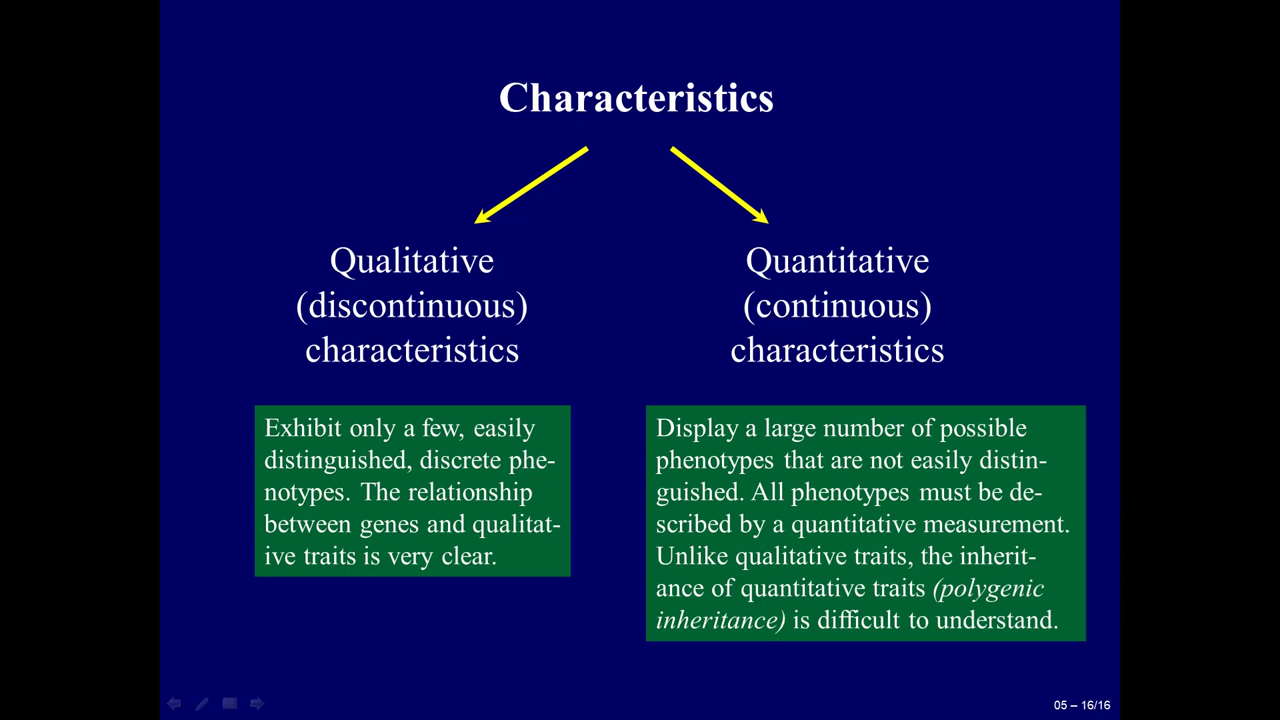 Characteristics
Qualitative
(discontinuous)
characteristics
Quantitative
(continuous)
characteristics
Exhibit only a few, easily
distinguished, discrete phe-
notypes. The relationship
between genes and qualitat-
ive traits is very clear.
Display a large number of possible
phenotypes that are not easily distin-
guished. All phenotypes must be de-
scribed by a quantitative measurement.
Unlike qualitative traits, the inherit-
ance of quantitative traits (polygenic
inheritance) is difficult to understand.
05 – 16/16